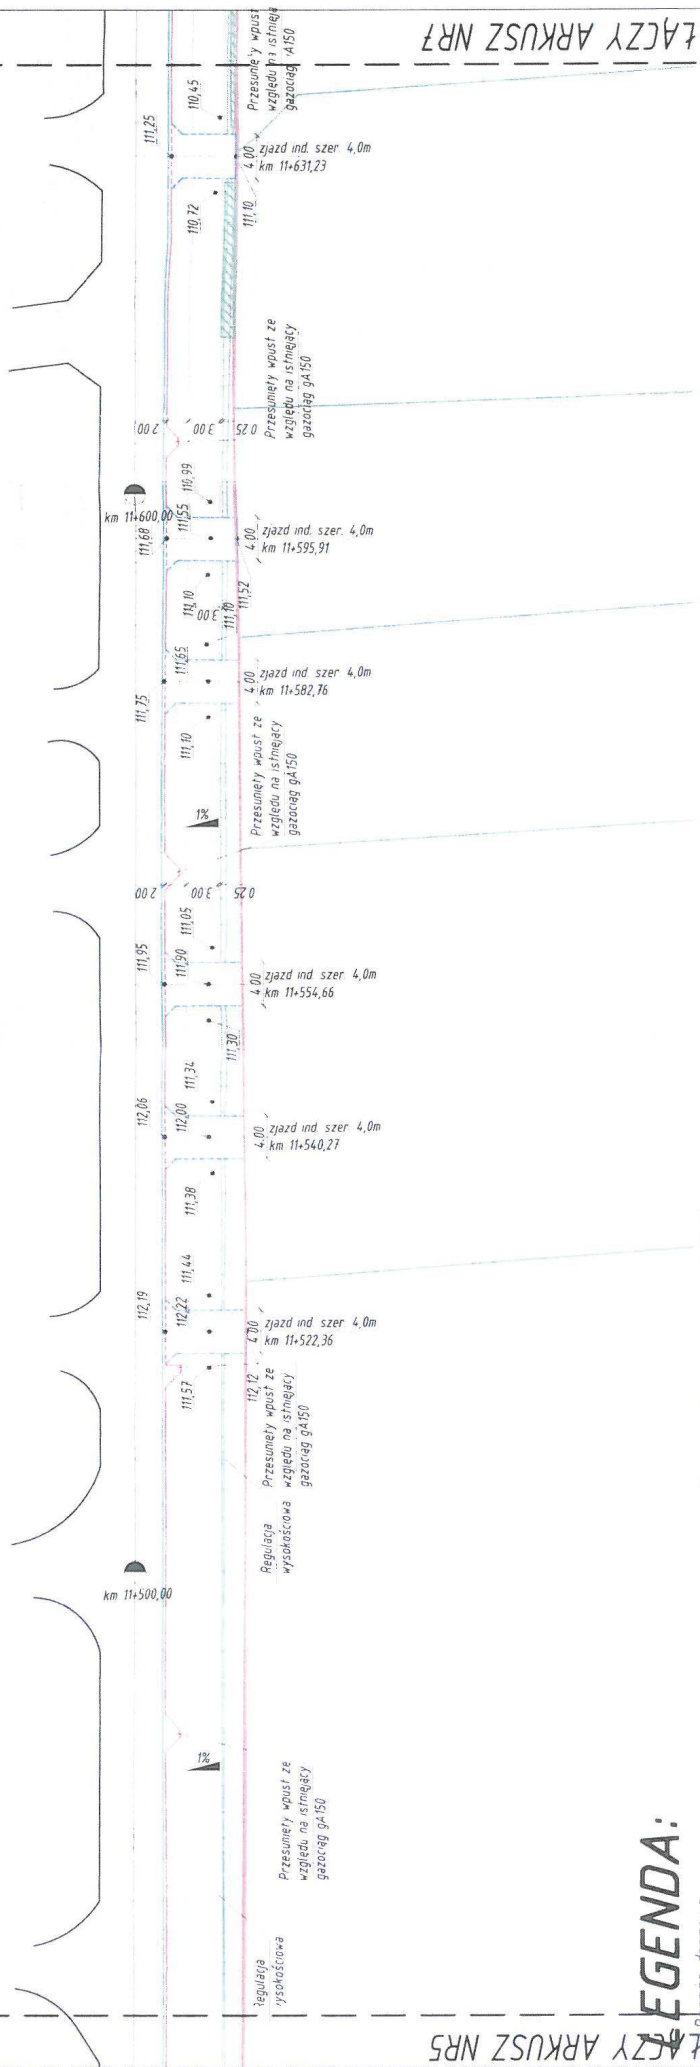 ŁĄCZY ARKUSZ NR7
Przesunięty wpust
względu na istnieją
gazociąg gA150
110,45
111,25
4.00
zjazd ind. szer. 4,0m
km 11+631,23
110,72
111,10
Przesunięty wpust ze
względu na istniejący
gazociąg gA150
2.00
3.00
0.25
110,99
km 11+600,00
111,55
111,68
4.00
zjazd ind. szer. 4,0m
km 11+595,91
111,52
111,10
3.00
111,10
111,65
4.00
zjazd ind. szer. 4,0m
km 11+582,76
111,75
111,10
Przesunięty wpust ze
względu na istniejący
gazociąg gA150
1%
2.00
3.00
0.25
111,05
111,95
111,90
4.00
zjazd ind. szer. 4,0m
km 11+554,66
111,30
111,34
112,06
112,00
4.00
zjazd ind. szer. 4,0m
km 11+540,27
111,38
111,44
112,19
112,22
4.00
zjazd ind. szer. 4,0m
km 11+522,36
111,57
112,12
Przesunięty wpust ze
względu na istniejący
gazociąg gA150
Regulacja
wysokościowa
km 11+500,00
1%
Przesunięty wpust ze
względu na istniejący
gazociąg gA150
Regulacja
wysokościowa
ŁĄCZY ARKUSZ NR5
LEGENDA: